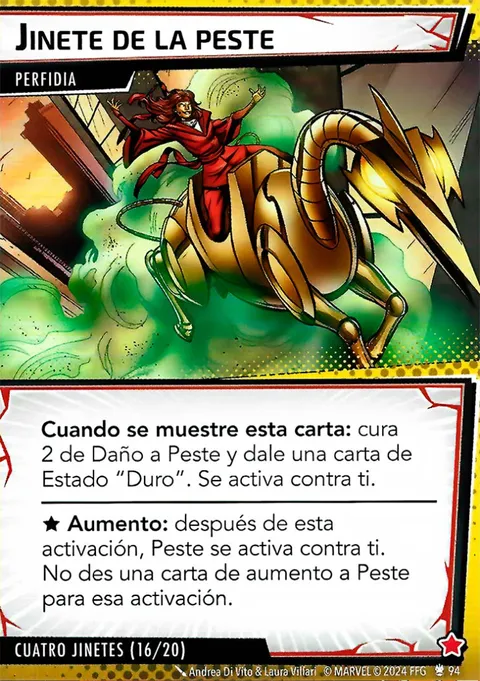 JINETE DE LA PESTE
PERFIDIA
Cuando se muestre esta carta: cura
2 de Daño a Peste y dale una carta de
Estado “Duro”. Se activa contra ti.
★ Aumento: después de esta
activación, Peste se activa contra ti.
No des una carta de aumento a Peste
para esa activación.
CUATRO JINETES (16/20)
Andrea Di Vito & Laura Villari © MARVEL © 2024 FFG 94